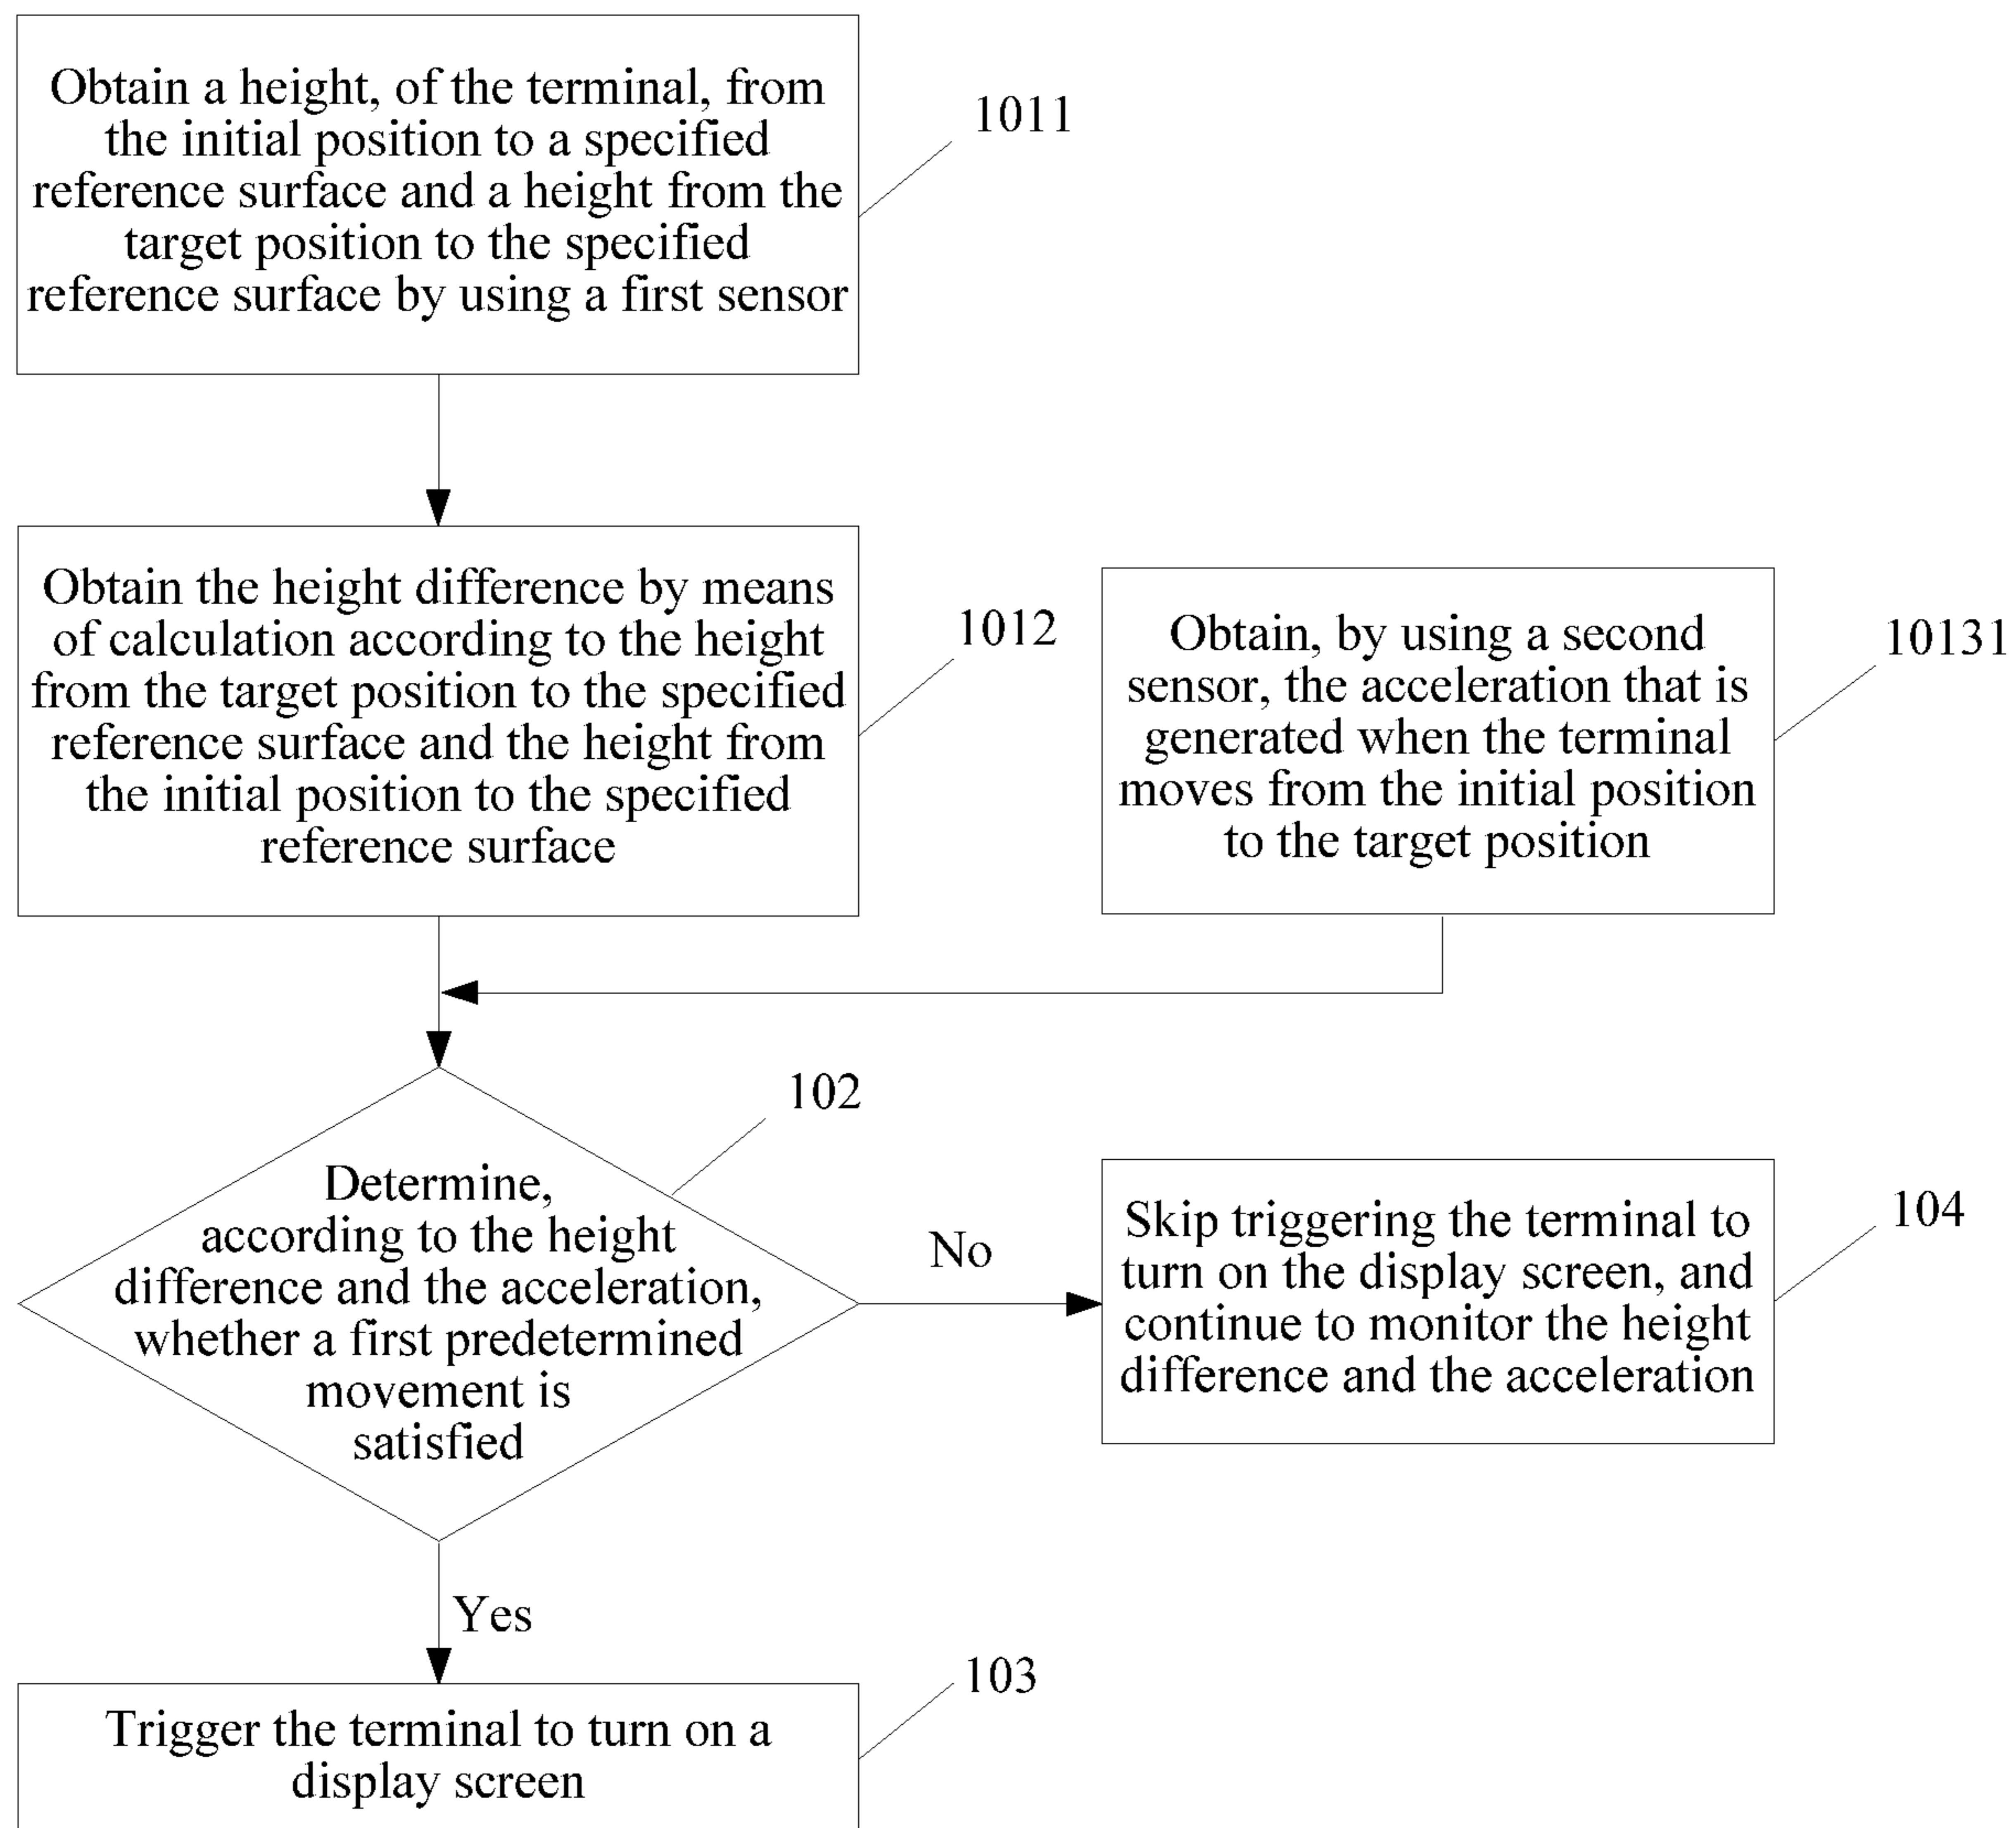 Obtain a height, of the terminal, from
the initial position to a specified
reference surface and a height from the
target position to the specified
reference surface by using a first sensor
1011
Obtain the height difference by means
of calculation according to the height
from the target position to the specified
reference surface and the height from
the initial position to the specified
reference surface
1012
Obtain, by using a second
sensor, the acceleration that is
generated when the terminal
moves from the initial position
to the target position
10131
Determine,
according to the height
difference and the acceleration,
whether a first predetermined
movement is
satisfied
102
No
Skip triggering the terminal to
turn on the display screen, and
continue to monitor the height
difference and the acceleration
104
Yes
Trigger the terminal to turn on a
display screen
103